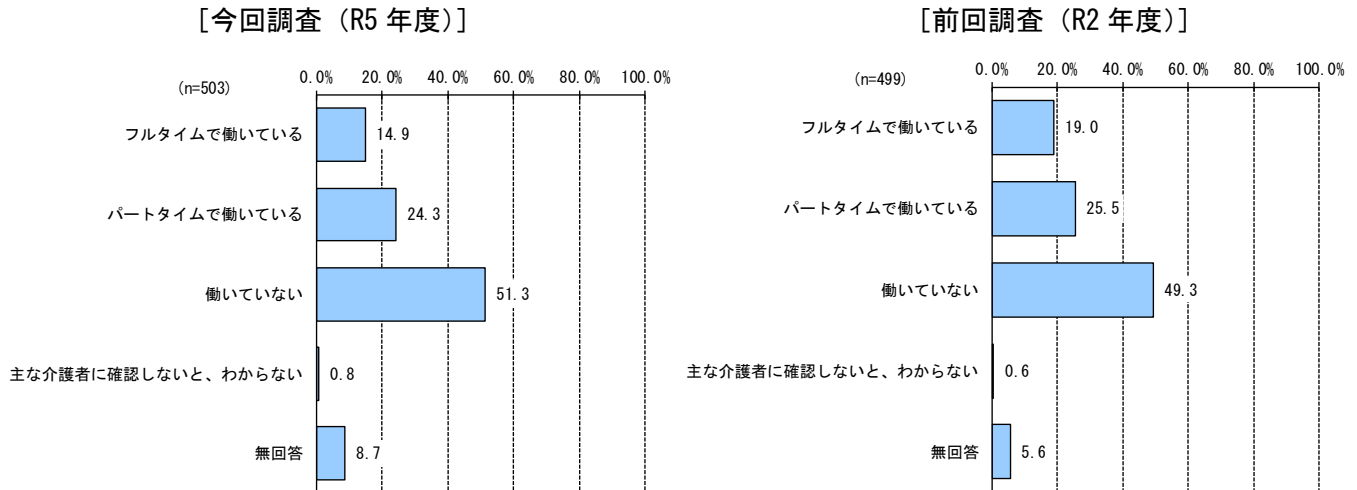 [今回調査（R5 年度）]
(n=503)
0.0% 20.0% 40.0% 60.0% 80.0% 100.0%
フルタイムで働いている 14.9
パートタイムで働いている 24.3
働いていない 51.3
主な介護者に確認しないと、わからない 0.8
無回答 8.7
[前回調査（R2 年度）]
(n=499)
0.0% 20.0% 40.0% 60.0% 80.0% 100.0%
フルタイムで働いている 19.0
パートタイムで働いている 25.5
働いていない 49.3
主な介護者に確認しないと、わからない 0.6
無回答 5.6